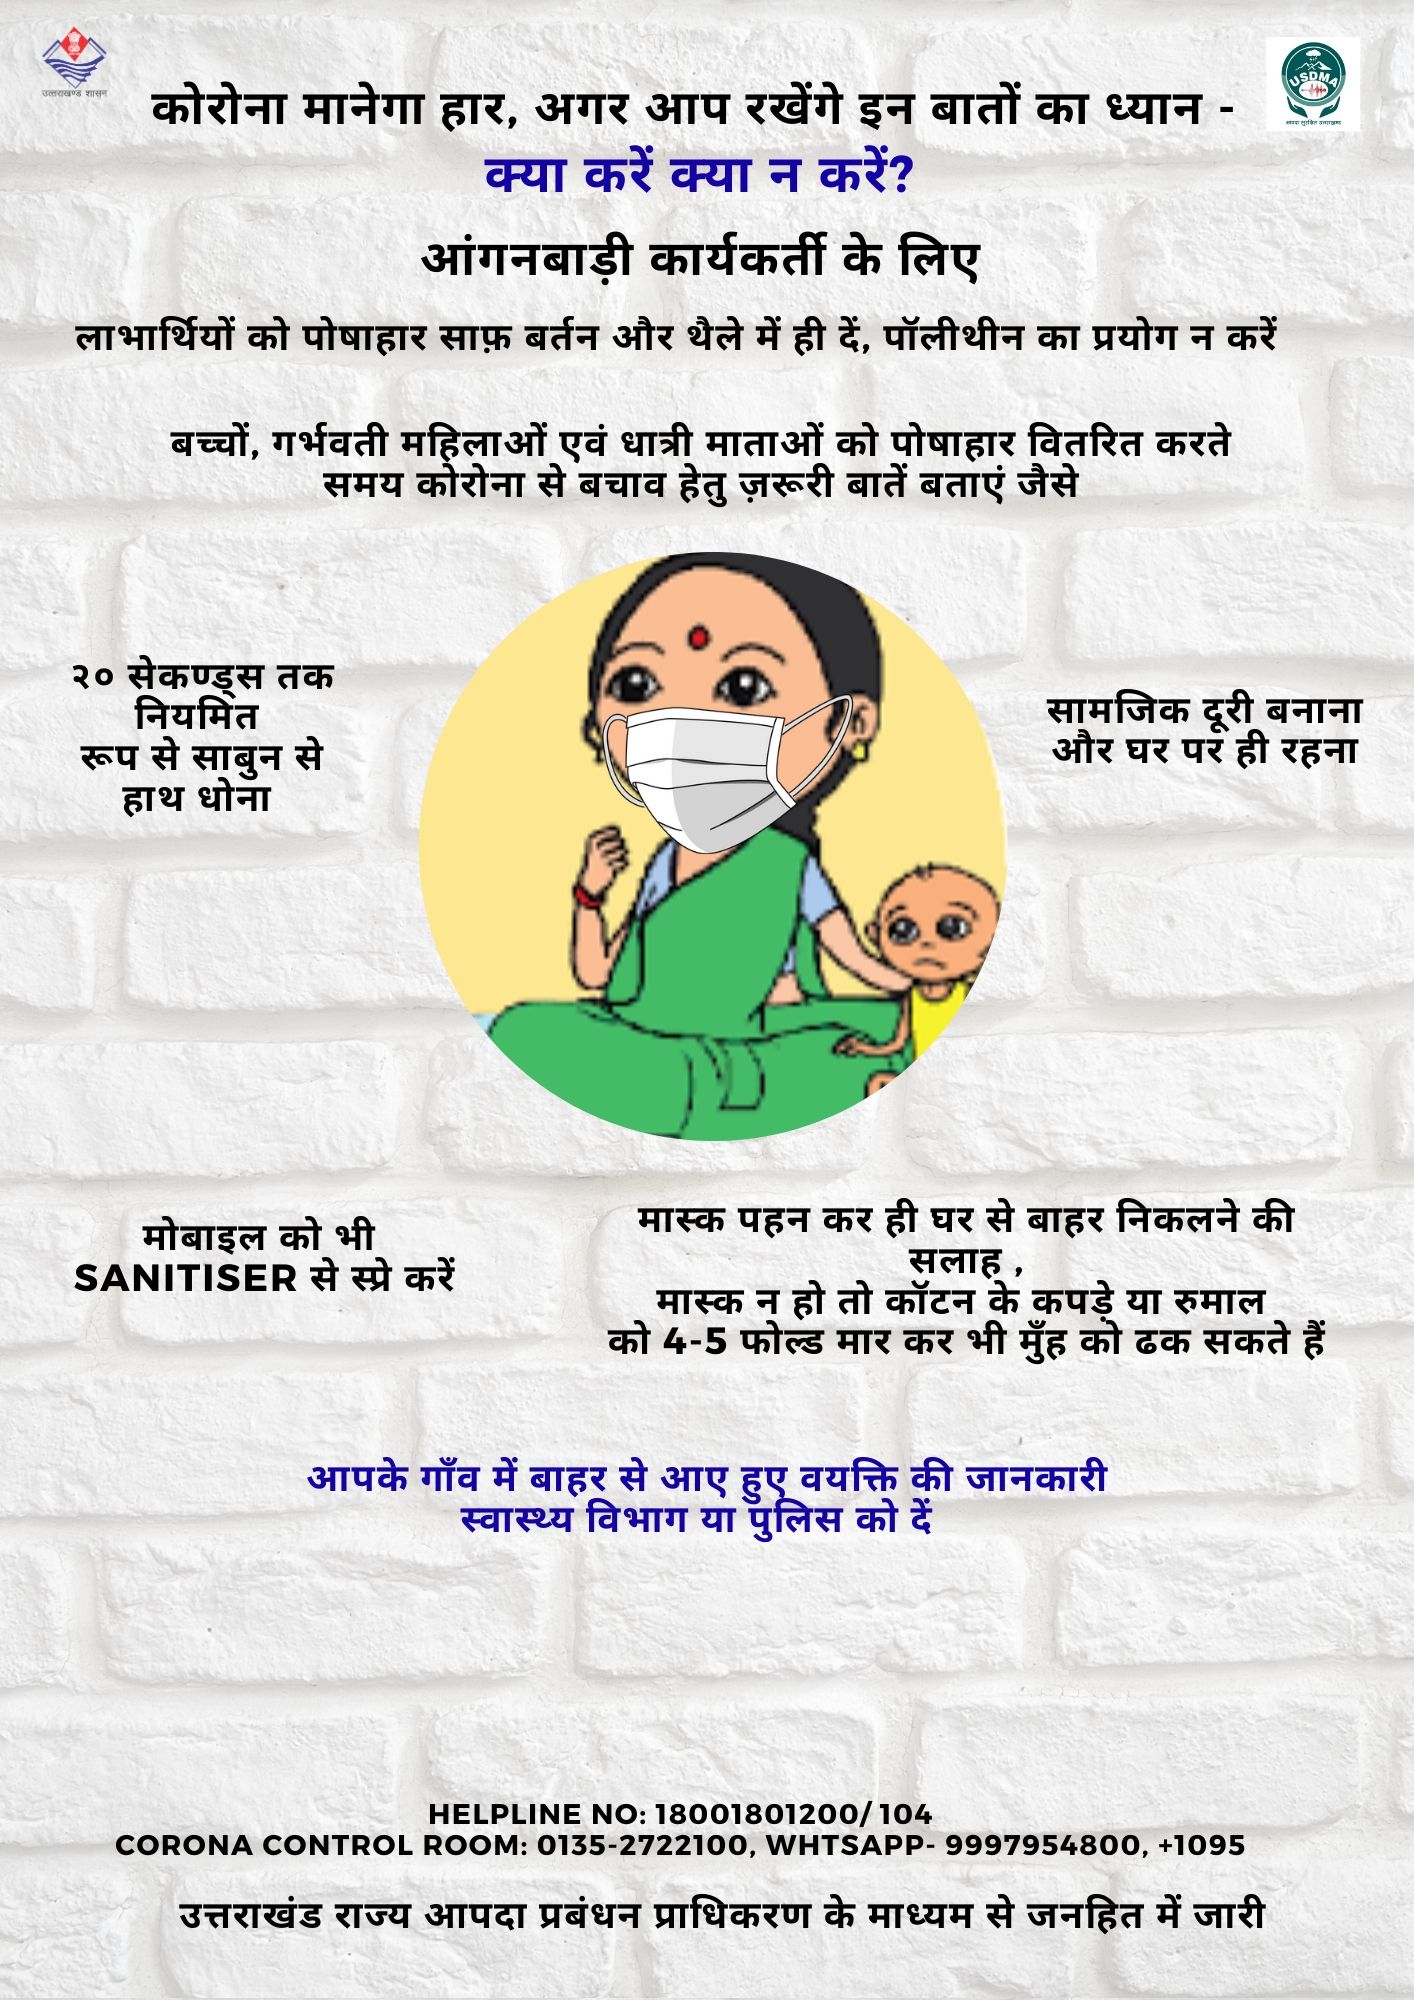 उत्तराखण्ड शासन
USDMA
कोरोना मानेगा हार, अगर आप रखेंगे इन बातों का ध्यान -
क्या करें क्या न करें?
आंगनबाड़ी कार्यकर्ती के लिए
लाभार्थियों को पोषाहार साफ़ बर्तन और थैले में ही दें, पॉलीथीन का प्रयोग न करें
बच्चों, गर्भवती महिलाओं एवं धात्री माताओं को पोषाहार वितरित करते
समय कोरोना से बचाव हेतु ज़रूरी बातें बताएं जैसे
२० सेकण्ड्स तक
नियमित
रूप से साबुन से
हाथ धोना
सामजिक दूरी बनाना
और घर पर ही रहना
मोबाइल को भी
SANITISER से स्प्रे करें
मास्क पहन कर ही घर से बाहर निकलने की
सलाह ,
मास्क न हो तो कॉटन के कपड़े या रुमाल
को 4-5 फोल्ड मार कर भी मुँह को ढक सकते हैं
आपके गाँव में बाहर से आए हुए वयक्ति की जानकारी
स्वास्थ्य विभाग या पुलिस को दें
HELPLINE NO: 18001801200/ 104
CORONA CONTROL ROOM: 0135-2722100, WHTSAPP- 9997954800, +1095
उत्तराखंड राज्य आपदा प्रबंधन प्राधिकरण के माध्यम से जनहित में जारी